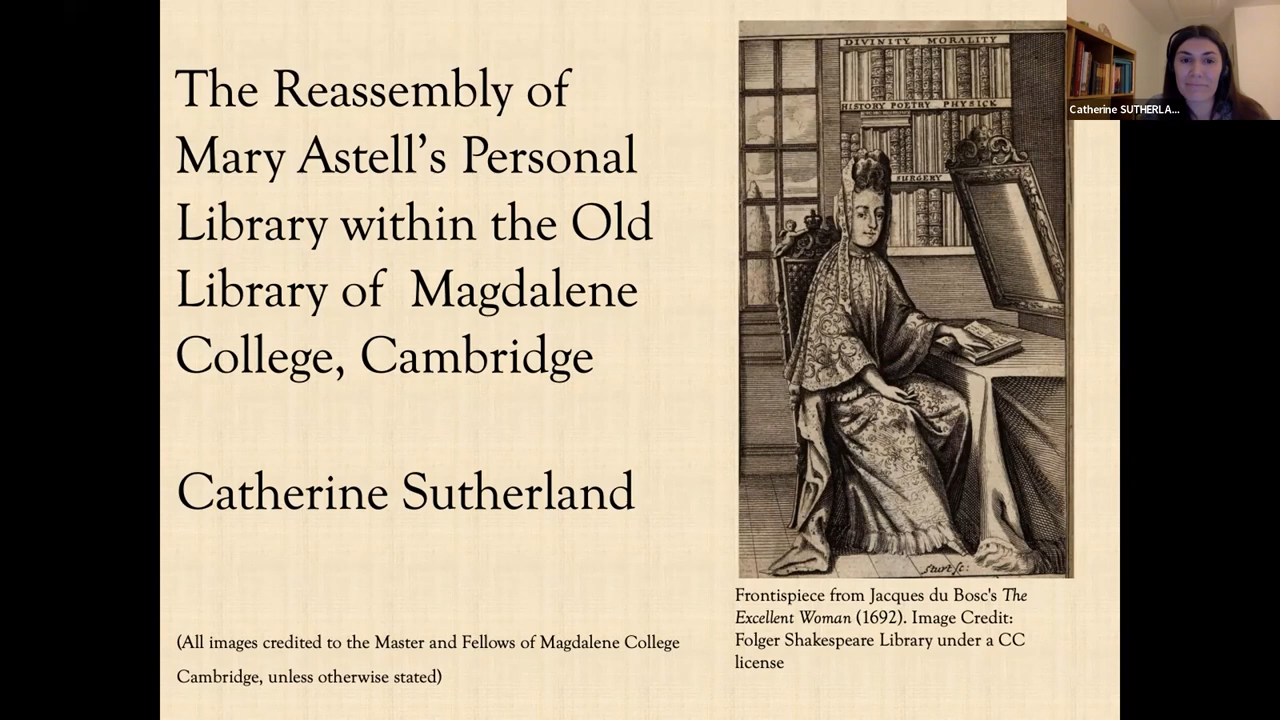 The Reassembly of
Mary Astell's Personal
Library within the Old
Library of Magdalene
College, Cambridge
Catherine Sutherland
(All images credited to the Master and Fellows of Magdalene College
Cambridge, unless otherwise stated)
DIVINITY MORALITY
HISTORY POETRY PHYSICK
SURGERY
Sturt sc:
Frontispiece from Jacques du Bosc's The
Excellent Woman (1692). Image Credit:
Folger Shakespeare Library under a CC
license
Catherine SUTHERLA...